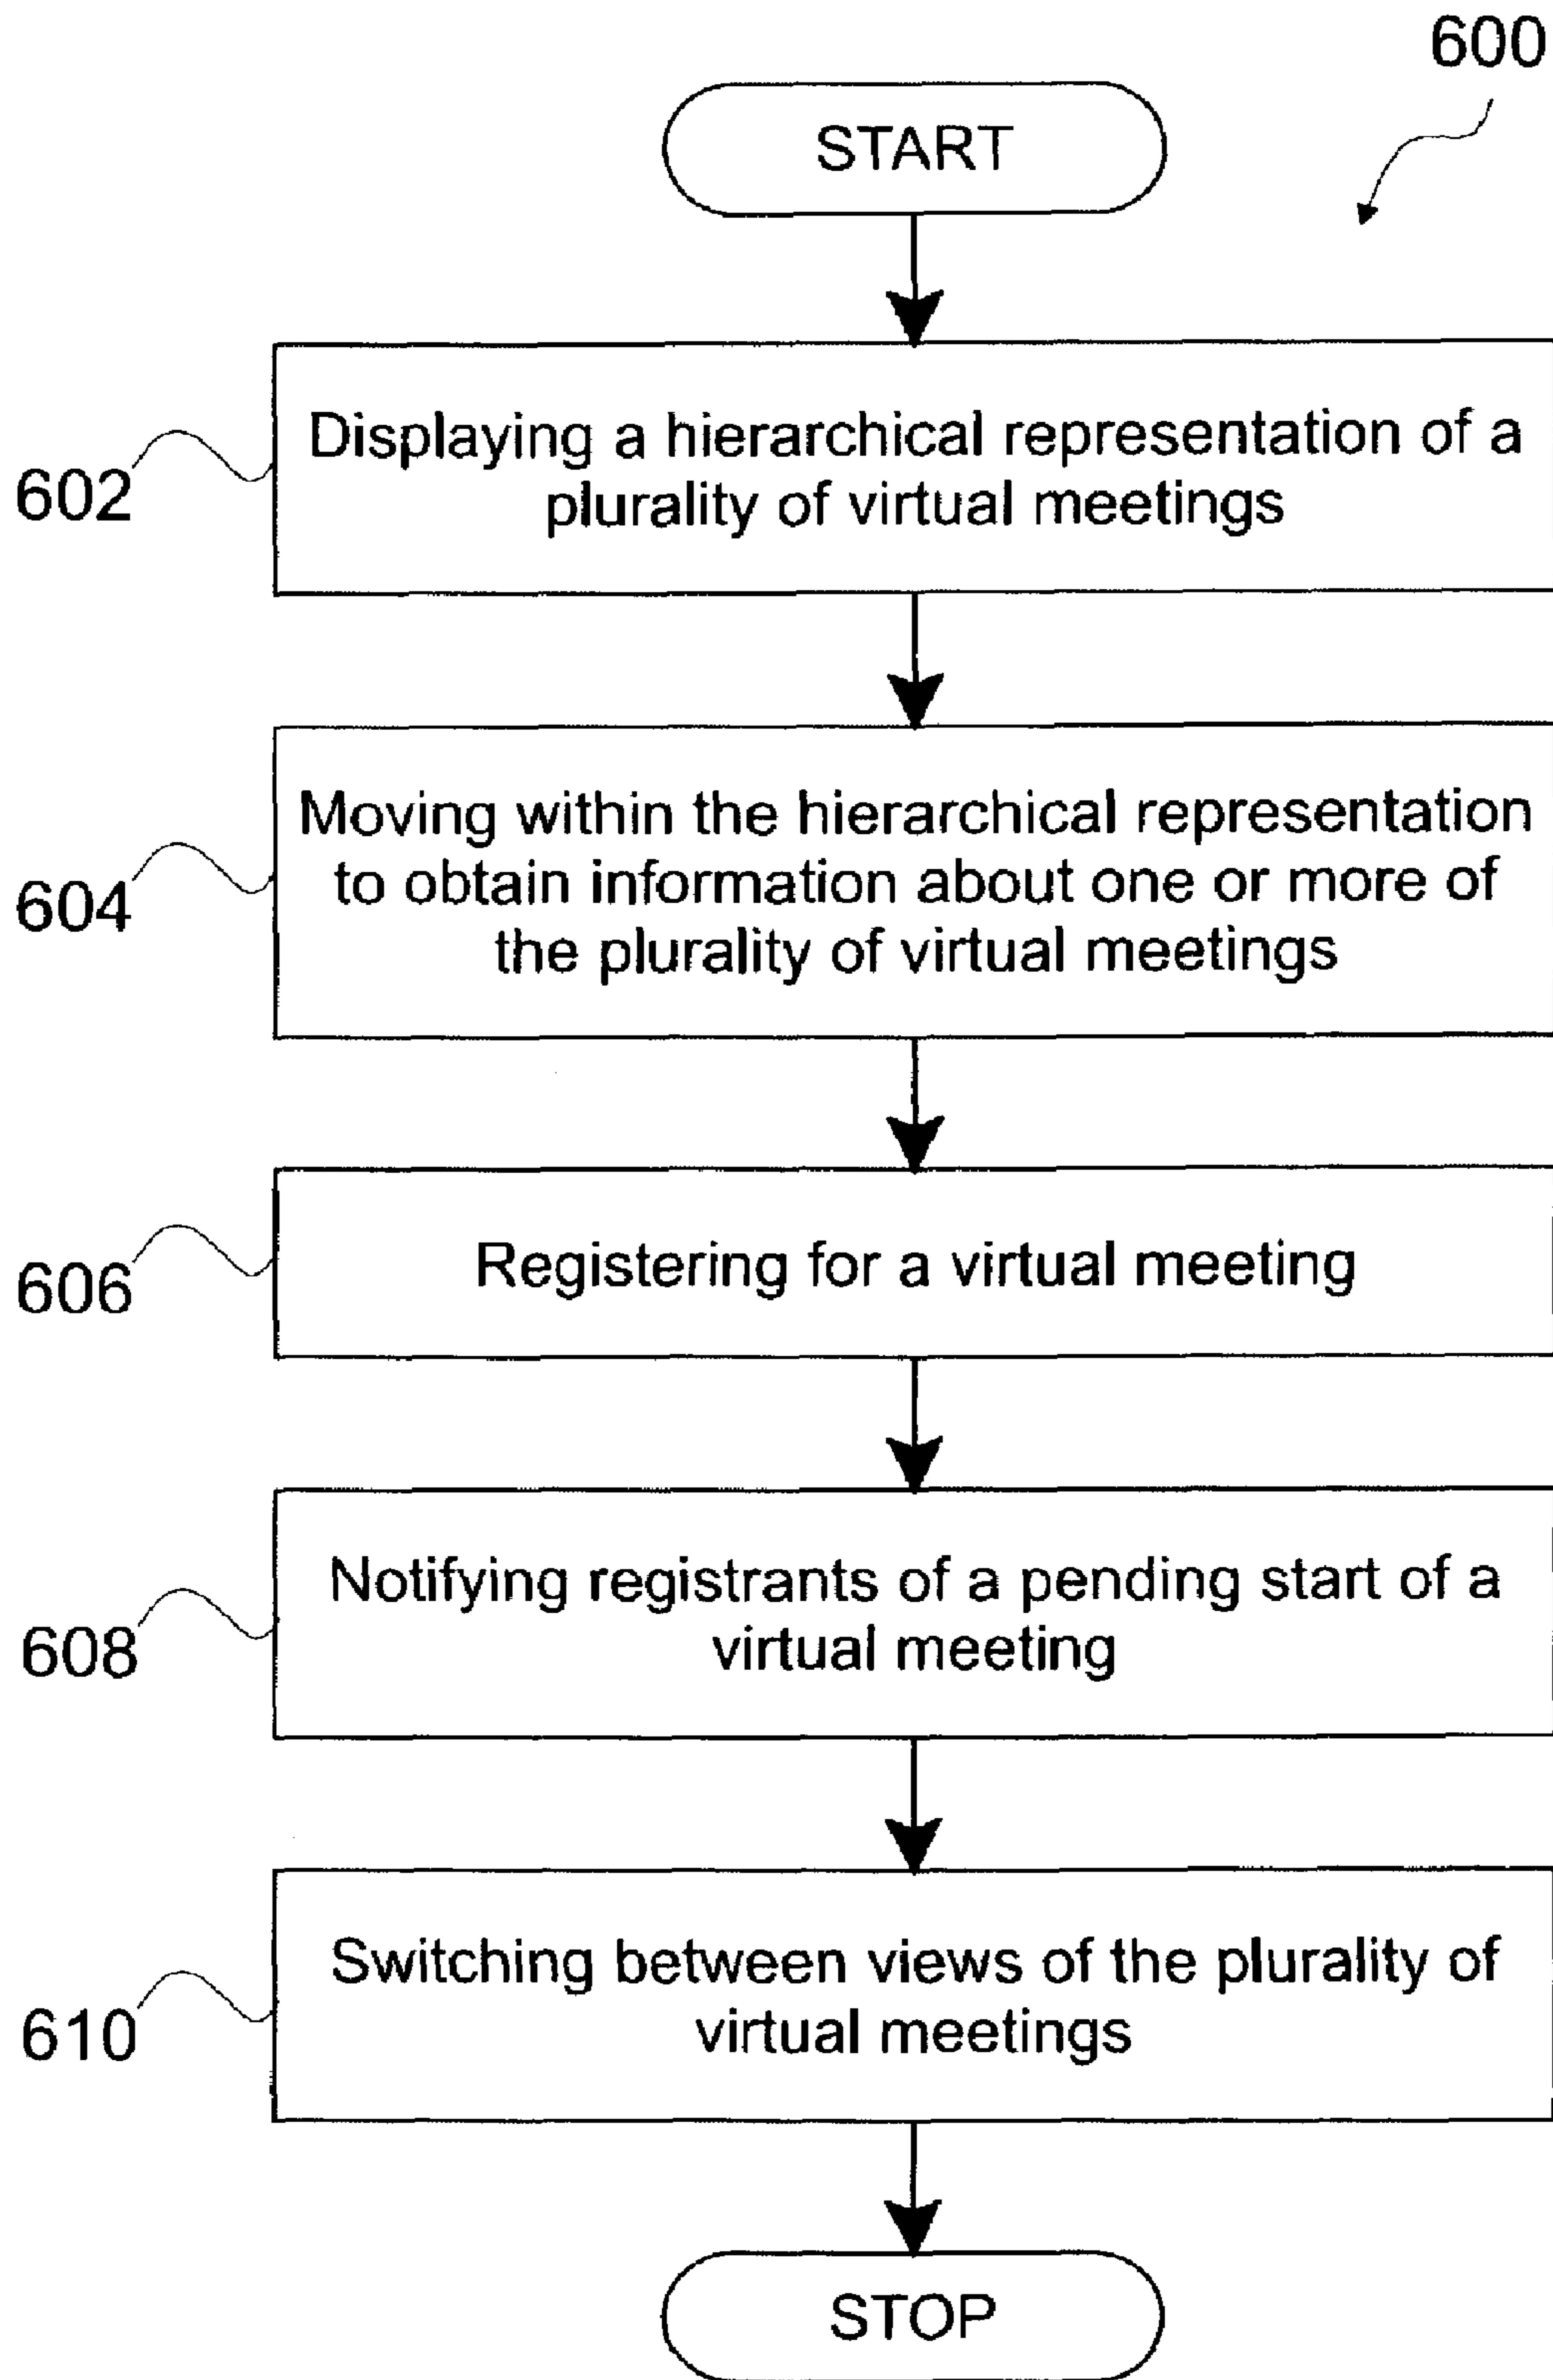 600
START
Displaying a hierarchical representation of a
plurality of virtual meetings
602
Moving within the hierarchical representation
to obtain information about one or more of
the plurality of virtual meetings
604
Registering for a virtual meeting
606
Notifying registrants of a pending start of a
virtual meeting
608
Switching between views of the plurality of
virtual meetings
610
STOP